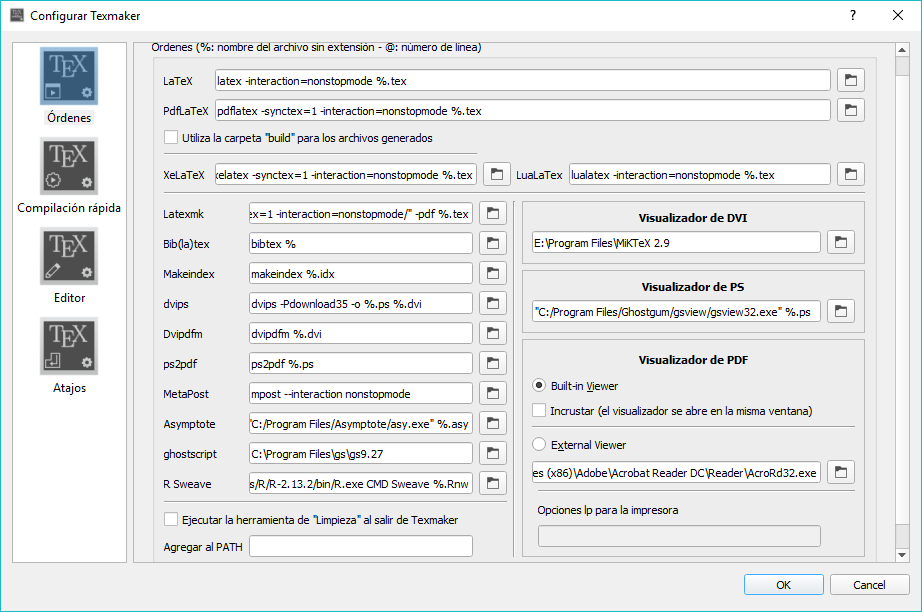 Configurar Texmaker
Órdenes
Compilación rápida
Editor
Atajos
Ordenes (%: nombre del archivo sin extensión - @: número de línea)
LaTeX latex -interaction=nonstopmode %.tex
PdfLaTeX pdflatex -synctex=1 -interaction=nonstopmode %.tex
Utiliza la carpeta "build" para los archivos generados
XeLaTeX xelatex -synctex=1 -interaction=nonstopmode %.tex LuaLaTex lualatex -interaction=nonstopmode %.tex
Latexmk ex=1 -interaction=nonstopmode/" -pdf %.tex
Bib(la)tex bibtex %
Makeindex makeindex %.idx
dvips dvips -Pdownload35 -o %.ps %.dvi
Dvipdfm dvipdfm %.dvi
ps2pdf ps2pdf %.ps
MetaPost mpost --interaction nonstopmode
Asymptote "C:/Program Files/Asymptote/asy.exe" %.asy
ghostscript C:\Program Files\gs\gs9.27
R Sweave s/R/R-2.13.2/bin/R.exe CMD Sweave %.Rnw
Ejecutar la herramienta de "Limpieza" al salir de Texmaker
Agregar al PATH
Visualizador de DVI
E:\Program Files\MiKTeX 2.9
Visualizador de PS
"C:/Program Files/Ghostgum/gsview/gsview32.exe" %.ps
Visualizador de PDF
Built-in Viewer
Incrustar (el visualizador se abre en la misma ventana)
External Viewer
es (x86)\Adobe\Acrobat Reader DC\Reader\AcroRd32.exe
Opciones lp para la impresora
OK
Cancel